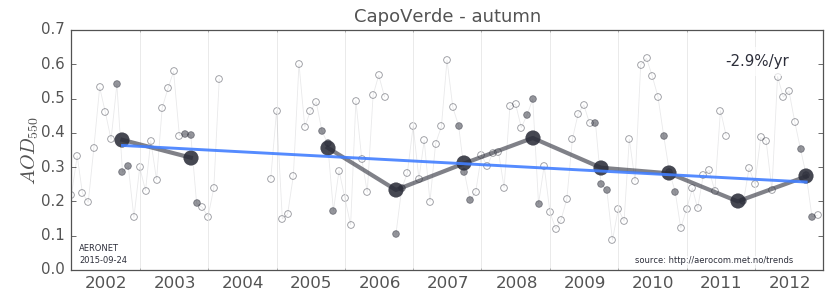 CapoVerde - autumn
0.7
0.6
0.5
0.4
0.3
0.2
0.1
0.0
AOD550
-2.9%/yr
AERONET
2015-09-24
source: http://aerocom.met.no/trends
2002 2003 2004 2005 2006 2007 2008 2009 2010 2011 2012